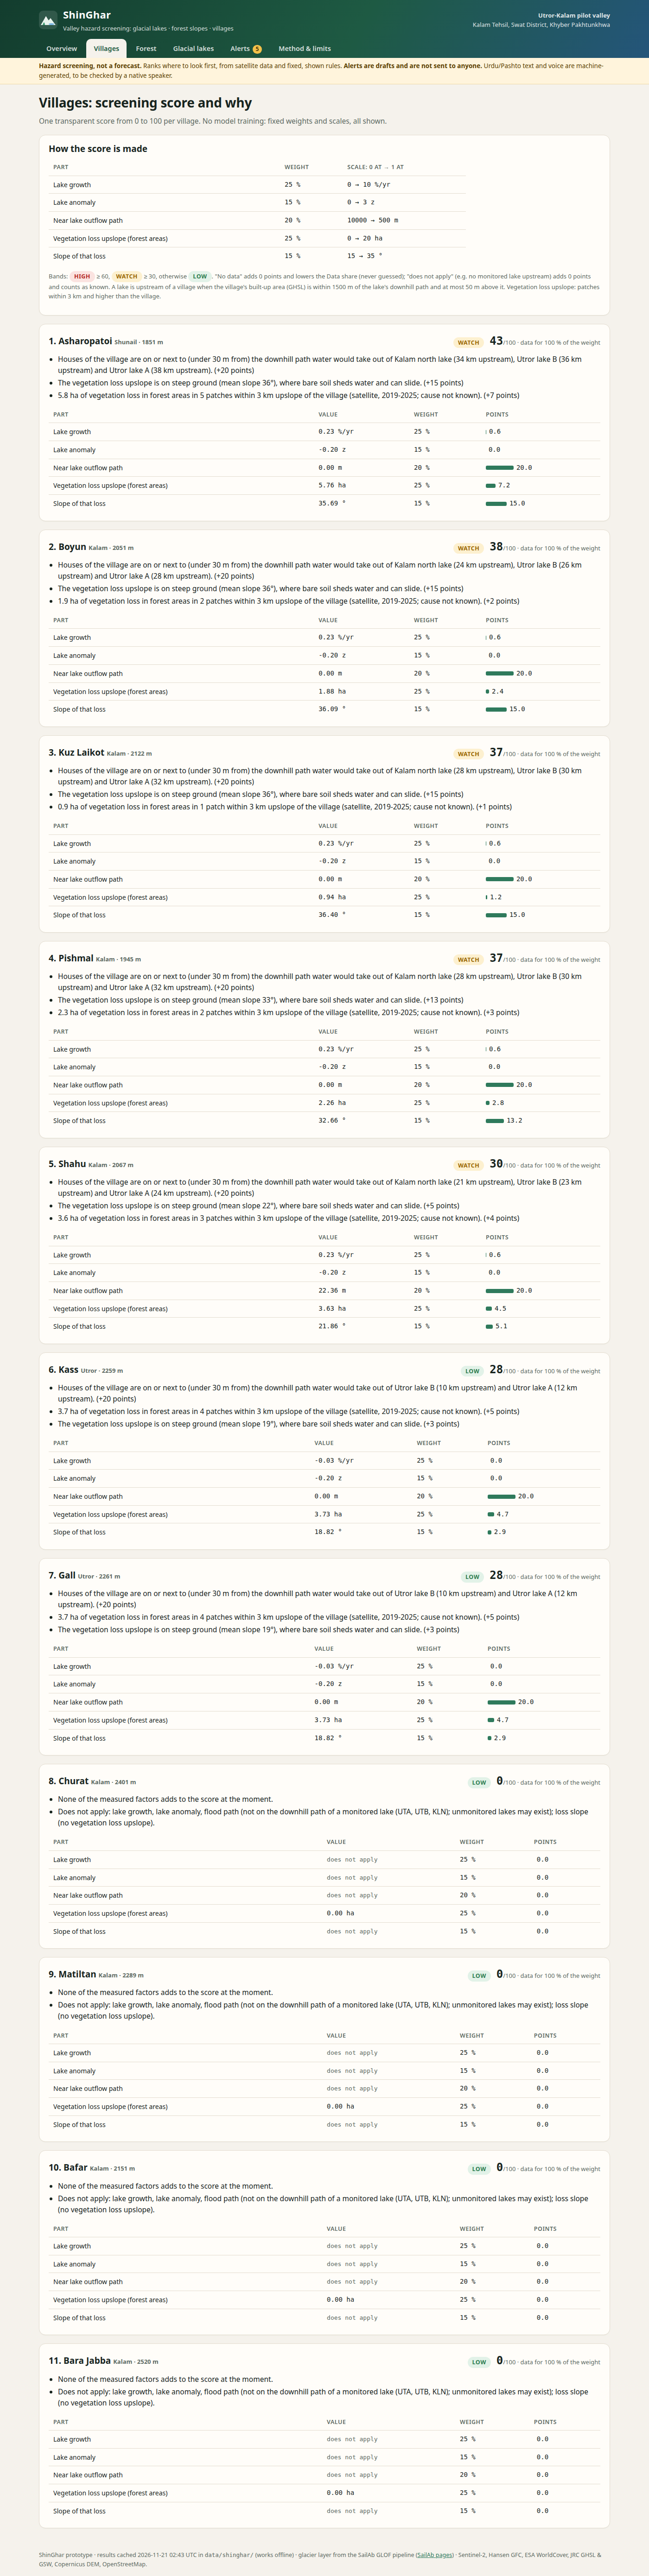 ShinGhar
Valley hazard screening: glacial lakes · forest slopes · villages
Utror-Kalam pilot valley
Kalam Tehsil, Swat District, Khyber Pakhtunkhwa
Overview Villages Forest Glacial lakes Alerts 5 Method & limits
Hazard screening, not a forecast. Ranks where to look first, from satellite data and fixed, shown rules. Alerts are drafts and are not sent to anyone. Urdu/Pashto text and voice are machine-
generated, to be checked by a native speaker.
Villages: screening score and why
One transparent score from 0 to 100 per village. No model training: fixed weights and scales, all shown.
How the score is made
PART WEIGHT SCALE: 0 AT → 1 AT
Lake growth 25 % 0 → 10 %/yr
Lake anomaly 15 % 0 → 3 z
Near lake outflow path 20 % 10000 → 500 m
Vegetation loss upslope (forest areas) 25 % 0 → 20 ha
Slope of that loss 15 % 15 → 35 °
Bands: HIGH ≥ 60, WATCH ≥ 30, otherwise LOW. "No data" adds 0 points and lowers the Data share (never guessed); "does not apply" (e.g. no monitored lake upstream) adds 0 points
and counts as known. A lake is upstream of a village when the village's built-up area (GHSL) is within 1500 m of the lake's downhill path and at most 50 m above it. Vegetation loss upslope: patches
within 3 km and higher than the village.
1. Asharopatoi Shunail · 1851 m WATCH 43/100 · data for 100 % of the weight
Houses of the village are on or next to (under 30 m from) the downhill path water would take out of Kalam north lake (34 km upstream), Utror lake B (36 km
upstream) and Utror lake A (38 km upstream). (+20 points)
The vegetation loss upslope is on steep ground (mean slope 36°), where bare soil sheds water and can slide. (+15 points)
5.8 ha of vegetation loss in forest areas in 5 patches within 3 km upslope of the village (satellite, 2019-2025; cause not known). (+7 points)
PART VALUE WEIGHT POINTS
Lake growth 0.23 %/yr 25 % 0.6
Lake anomaly -0.20 z 15 % 0.0
Near lake outflow path 0.00 m 20 % 20.0
Vegetation loss upslope (forest areas) 5.76 ha 25 % 7.2
Slope of that loss 35.69 ° 15 % 15.0
2. Boyun Kalam · 2051 m WATCH 38/100 · data for 100 % of the weight
Houses of the village are on or next to (under 30 m from) the downhill path water would take out of Kalam north lake (24 km upstream), Utror lake B (26 km
upstream) and Utror lake A (28 km upstream). (+20 points)
The vegetation loss upslope is on steep ground (mean slope 36°), where bare soil sheds water and can slide. (+15 points)
1.9 ha of vegetation loss in forest areas in 2 patches within 3 km upslope of the village (satellite, 2019-2025; cause not known). (+2 points)
PART VALUE WEIGHT POINTS
Lake growth 0.23 %/yr 25 % 0.6
Lake anomaly -0.20 z 15 % 0.0
Near lake outflow path 0.00 m 20 % 20.0
Vegetation loss upslope (forest areas) 1.88 ha 25 % 2.4
Slope of that loss 36.09 ° 15 % 15.0
3. Kuz Laikot Kalam · 2122 m WATCH 37/100 · data for 100 % of the weight
Houses of the village are on or next to (under 30 m from) the downhill path water would take out of Kalam north lake (28 km upstream), Utror lake B (30 km
upstream) and Utror lake A (32 km upstream). (+20 points)
The vegetation loss upslope is on steep ground (mean slope 36°), where bare soil sheds water and can slide. (+15 points)
0.9 ha of vegetation loss in forest areas in 1 patch within 3 km upslope of the village (satellite, 2019-2025; cause not known). (+1 points)
PART VALUE WEIGHT POINTS
Lake growth 0.23 %/yr 25 % 0.6
Lake anomaly -0.20 z 15 % 0.0
Near lake outflow path 0.00 m 20 % 20.0
Vegetation loss upslope (forest areas) 0.94 ha 25 % 1.2
Slope of that loss 36.40 ° 15 % 15.0
4. Pishmal Kalam · 1945 m WATCH 37/100 · data for 100 % of the weight
Houses of the village are on or next to (under 30 m from) the downhill path water would take out of Kalam north lake (28 km upstream), Utror lake B (30 km
upstream) and Utror lake A (32 km upstream). (+20 points)
The vegetation loss upslope is on steep ground (mean slope 33°), where bare soil sheds water and can slide. (+13 points)
2.3 ha of vegetation loss in forest areas in 2 patches within 3 km upslope of the village (satellite, 2019-2025; cause not known). (+3 points)
PART VALUE WEIGHT POINTS
Lake growth 0.23 %/yr 25 % 0.6
Lake anomaly -0.20 z 15 % 0.0
Near lake outflow path 0.00 m 20 % 20.0
Vegetation loss upslope (forest areas) 2.26 ha 25 % 2.8
Slope of that loss 32.66 ° 15 % 13.2
5. Shahu Kalam · 2067 m WATCH 30/100 · data for 100 % of the weight
Houses of the village are on or next to (under 30 m from) the downhill path water would take out of Kalam north lake (21 km upstream), Utror lake B (23 km
upstream) and Utror lake A (24 km upstream). (+20 points)
The vegetation loss upslope is on steep ground (mean slope 22°), where bare soil sheds water and can slide. (+5 points)
3.6 ha of vegetation loss in forest areas in 3 patches within 3 km upslope of the village (satellite, 2019-2025; cause not known). (+4 points)
PART VALUE WEIGHT POINTS
Lake growth 0.23 %/yr 25 % 0.6
Lake anomaly -0.20 z 15 % 0.0
Near lake outflow path 22.36 m 20 % 20.0
Vegetation loss upslope (forest areas) 3.63 ha 25 % 4.5
Slope of that loss 21.86 ° 15 % 5.1
6. Kass Utror · 2259 m LOW 28/100 · data for 100 % of the weight
Houses of the village are on or next to (under 30 m from) the downhill path water would take out of Utror lake B (10 km upstream) and Utror lake A (12 km
upstream). (+20 points)
3.7 ha of vegetation loss in forest areas in 4 patches within 3 km upslope of the village (satellite, 2019-2025; cause not known). (+5 points)
The vegetation loss upslope is on steep ground (mean slope 19°), where bare soil sheds water and can slide. (+3 points)
PART VALUE WEIGHT POINTS
Lake growth -0.03 %/yr 25 % 0.0
Lake anomaly -0.20 z 15 % 0.0
Near lake outflow path 0.00 m 20 % 20.0
Vegetation loss upslope (forest areas) 3.73 ha 25 % 4.7
Slope of that loss 18.82 ° 15 % 2.9
7. Gall Utror · 2261 m LOW 28/100 · data for 100 % of the weight
Houses of the village are on or next to (under 30 m from) the downhill path water would take out of Utror lake B (10 km upstream) and Utror lake A (12 km
upstream). (+20 points)
3.7 ha of vegetation loss in forest areas in 4 patches within 3 km upslope of the village (satellite, 2019-2025; cause not known). (+5 points)
The vegetation loss upslope is on steep ground (mean slope 19°), where bare soil sheds water and can slide. (+3 points)
PART VALUE WEIGHT POINTS
Lake growth -0.03 %/yr 25 % 0.0
Lake anomaly -0.20 z 15 % 0.0
Near lake outflow path 0.00 m 20 % 20.0
Vegetation loss upslope (forest areas) 3.73 ha 25 % 4.7
Slope of that loss 18.82 ° 15 % 2.9
8. Churat Kalam · 2401 m LOW 0/100 · data for 100 % of the weight
None of the measured factors adds to the score at the moment.
Does not apply: lake growth, lake anomaly, flood path (not on the downhill path of a monitored lake (UTA, UTB, KLN); unmonitored lakes may exist); loss slope
(no vegetation loss upslope).
PART VALUE WEIGHT POINTS
Lake growth does not apply 25 % 0.0
Lake anomaly does not apply 15 % 0.0
Near lake outflow path does not apply 20 % 0.0
Vegetation loss upslope (forest areas) 0.00 ha 25 % 0.0
Slope of that loss does not apply 15 % 0.0
9. Matiltan Kalam · 2289 m LOW 0/100 · data for 100 % of the weight
None of the measured factors adds to the score at the moment.
Does not apply: lake growth, lake anomaly, flood path (not on the downhill path of a monitored lake (UTA, UTB, KLN); unmonitored lakes may exist); loss slope
(no vegetation loss upslope).
PART VALUE WEIGHT POINTS
Lake growth does not apply 25 % 0.0
Lake anomaly does not apply 15 % 0.0
Near lake outflow path does not apply 20 % 0.0
Vegetation loss upslope (forest areas) 0.00 ha 25 % 0.0
Slope of that loss does not apply 15 % 0.0
10. Bafar Kalam · 2151 m LOW 0/100 · data for 100 % of the weight
None of the measured factors adds to the score at the moment.
Does not apply: lake growth, lake anomaly, flood path (not on the downhill path of a monitored lake (UTA, UTB, KLN); unmonitored lakes may exist); loss slope
(no vegetation loss upslope).
PART VALUE WEIGHT POINTS
Lake growth does not apply 25 % 0.0
Lake anomaly does not apply 15 % 0.0
Near lake outflow path does not apply 20 % 0.0
Vegetation loss upslope (forest areas) 0.00 ha 25 % 0.0
Slope of that loss does not apply 15 % 0.0
11. Bara Jabba Kalam · 2520 m LOW 0/100 · data for 100 % of the weight
None of the measured factors adds to the score at the moment.
Does not apply: lake growth, lake anomaly, flood path (not on the downhill path of a monitored lake (UTA, UTB, KLN); unmonitored lakes may exist); loss slope
(no vegetation loss upslope).
PART VALUE WEIGHT POINTS
Lake growth does not apply 25 % 0.0
Lake anomaly does not apply 15 % 0.0
Near lake outflow path does not apply 20 % 0.0
Vegetation loss upslope (forest areas) 0.00 ha 25 % 0.0
Slope of that loss does not apply 15 % 0.0
ShinGhar prototype · results cached 2026-11-21 02:43 UTC in data/shinghar/ (works offline) · glacier layer from the SailAb GLOF pipeline (SailAb pages) · Sentinel-2, Hansen GFC, ESA WorldCover, JRC GHSL &
GSW, Copernicus DEM, OpenStreetMap.